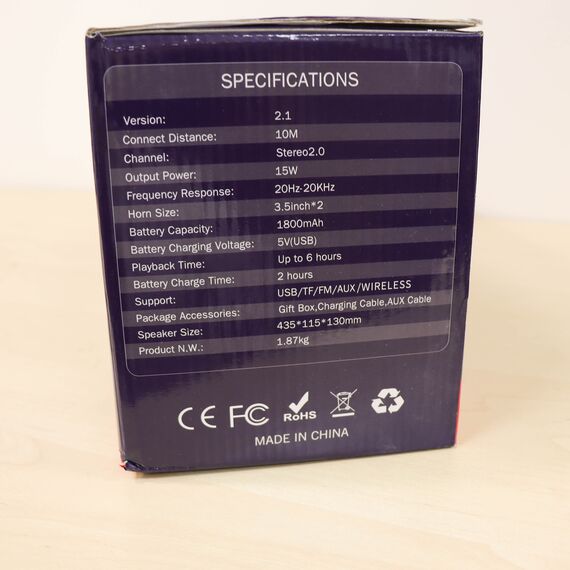 SPECIFICATIONS
Version: 2.1
Connect Distance: 10M
Channel: Stereo2.0
Output Power: 15W
Frequency Response: 20Hz-20KHz
Horn Size: 3.5inch*2
Battery Capacity: 1800mAh
Battery Charging Voltage: 5V(USB)
Playback Time: Up to 6 hours
Battery Charge Time: 2 hours
Support: USB/TF/FM/AUX/WIRELESS
Package Accessories: Gift Box,Charging Cable,AUX Cable
Speaker Size: 435*115*130mm
Product N.W.: 1.87kg
CE FC RoHS
MADE IN CHINA